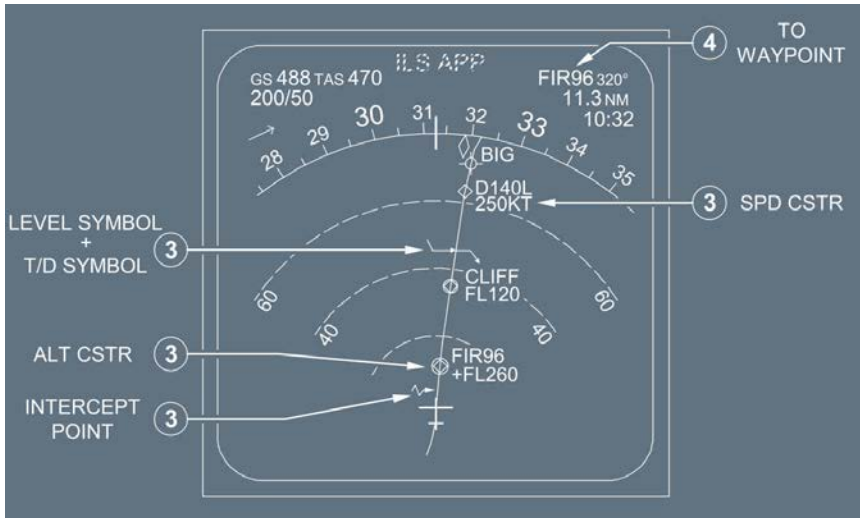 ILS APP
GS 488 TAS 470
200/50
FIR96 320°
11.3 NM
10:32
4
TO
WAYPOINT
28
29
30
31
32
33
34
35
BIG
D140L
250KT
3
SPD CSTR
LEVEL SYMBOL
+
T/D SYMBOL
3
CLIFF
FL120
60
60
40
40
ALT CSTR
3
FIR96
+FL260
INTERCEPT
POINT
3